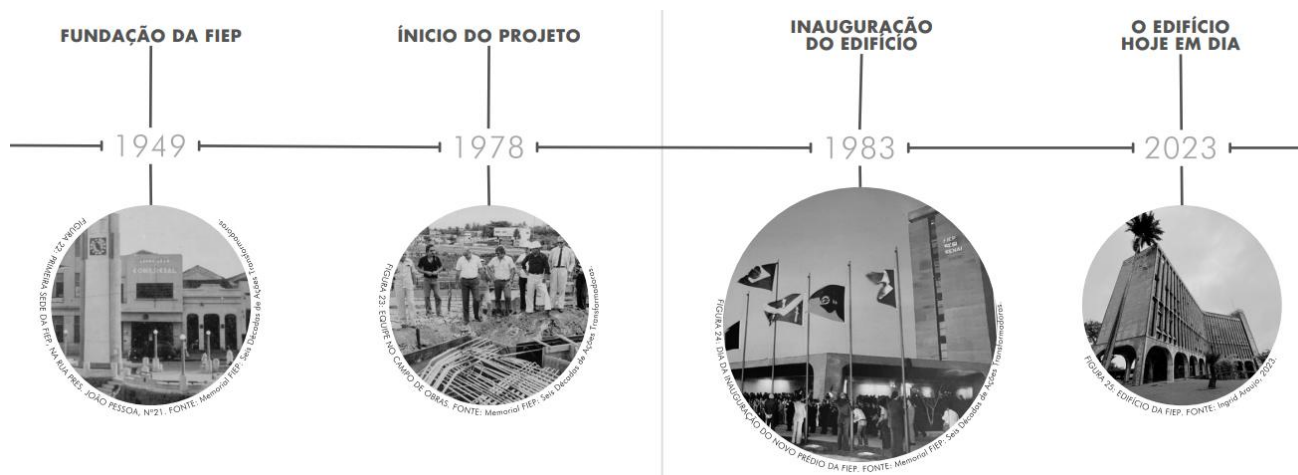 FUNDAÇÃO DA FIEP
1949
FIGURA 22: PRIMEIRA SEDE DA FIEP, NA RUA PRES. JOÃO PESSOA, Nº21. FONTE: Memorial FIEP: Seis Décadas de Ações Transformadoras.
ÍNICIO DO PROJETO
1978
FIGURA 23: EQUIPE NO CAMPO DE OBRAS. FONTE: Memorial FIEP: Seis Décadas de Ações Transformadoras.
INAUGURAÇÃO
DO EDIFÍCIO
1983
FIEP
SENAI
FIGURA 24: DIA DA INAUGURAÇÃO DO NOVO PRÉDIO DA FIEP. FONTE: Memorial FIEP: Seis Décadas de Ações Transformadoras.
O EDIFÍCIO
HOJE EM DIA
2023
FIGURA 25: EDIFÍCIO DA FIEP. FONTE: Ingrid Araujo, 2023.